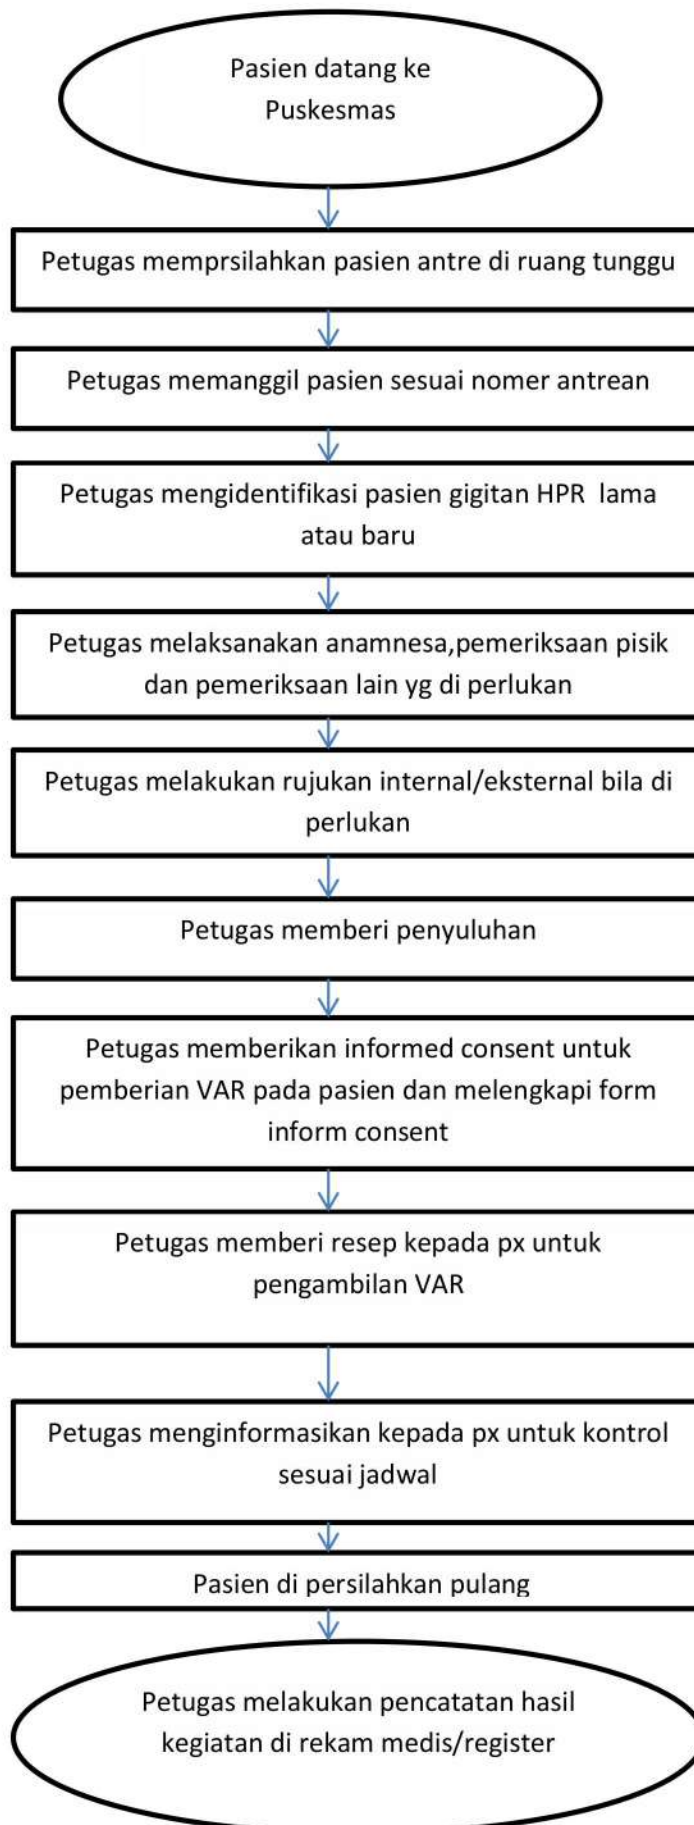 Pasien datang ke
Puskesmas
Petugas memprsilahkan pasien antre di ruang tunggu
Petugas memanggil pasien sesuai nomer antrean
Petugas mengidentifikasi pasien gigitan HPR  lama
atau baru
Petugas melaksanakan anamnesa,pemeriksaan pisik
dan pemeriksaan lain yg di perlukan
Petugas melakukan rujukan internal/eksternal bila di
perlukan
Petugas memberi penyuluhan
Petugas memberikan informed consent untuk
pemberian VAR pada pasien dan melengkapi form
inform consent
Petugas memberi resep kepada px untuk
pengambilan VAR
Petugas menginformasikan kepada px untuk kontrol
sesuai jadwal
Pasien di persilahkan pulang
Petugas melakukan pencatatan hasil
kegiatan di rekam medis/register